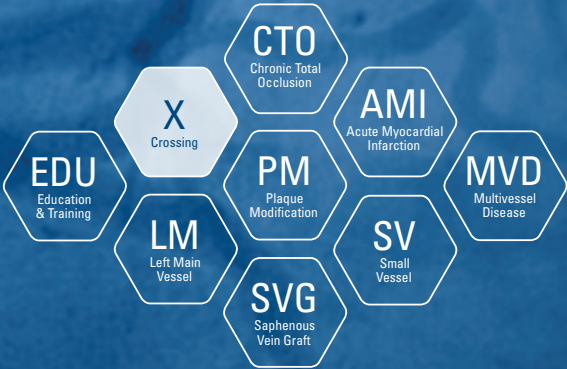 CTO
Chronic Total
Occlusion
X
Crossing
AMI
Acute Myocardial
Infarction
EDU
Education
& Training
PM
Plaque
Modification
MVD
Multivessel
Disease
LM
Left Main
Vessel
SV
Small
Vessel
SVG
Saphenous
Vein Graft